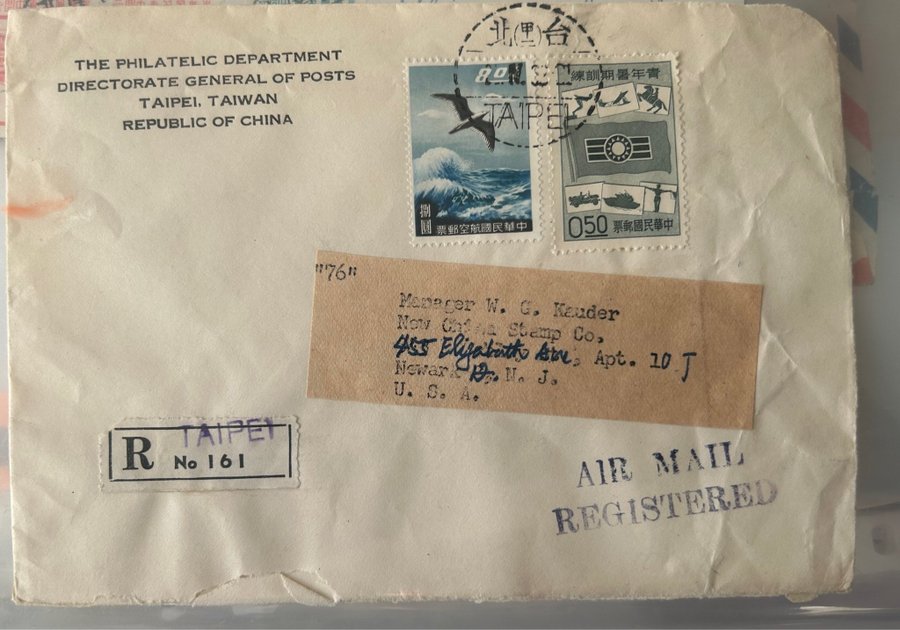 THE PHILATELIC DEPARTMENT
DIRECTORATE GENERAL OF POSTS
TAIPEI, TAIWAN
REPUBLIC OF CHINA
北(甲)台
TAIPEI
8.00
捌圓
票郵空航國民華中
練訓期暑年青
0.50
票郵國民華中
"76"
Manager W. G. Kauder
New China Stamp Co.
455 Elizabeth Ave, Apt. 10 J
Newark N. J.
U. S. A.
R TAIPEI
No 161
AIR MAIL
REGISTERED